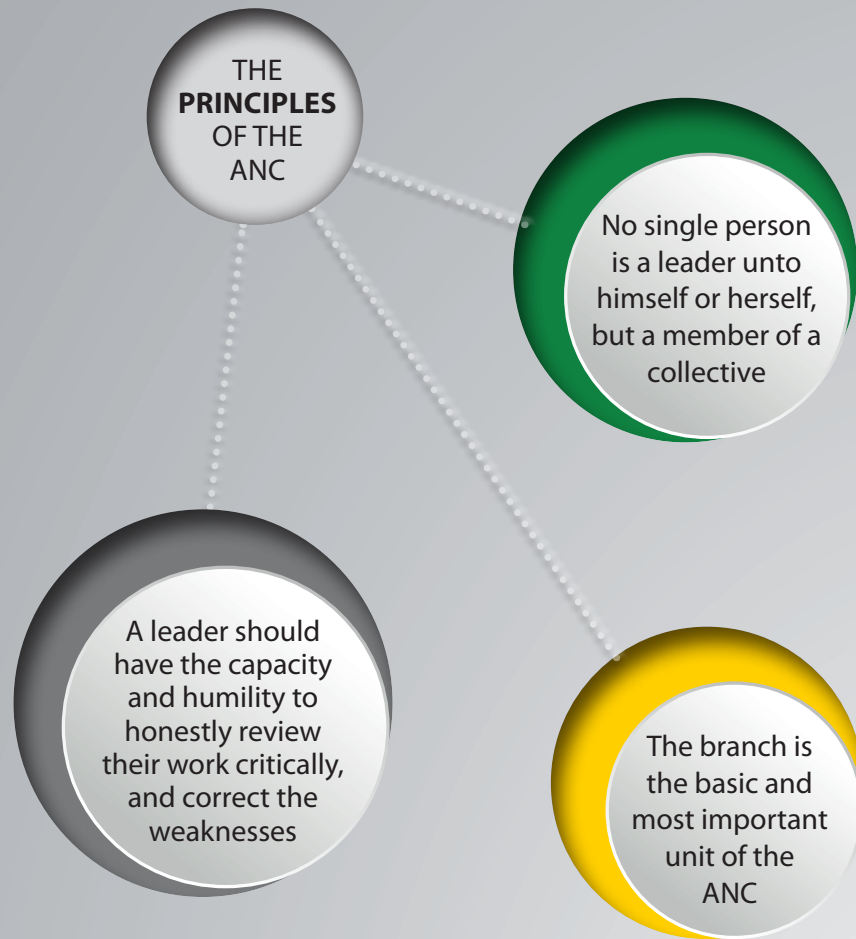 THE
PRINCIPLES
OF THE
ANC
No single person
is a leader unto
himself or herself,
but a member of a
collective
A leader should
have the capacity
and humility to
honestly review
their work critically,
and correct the
weaknesses
The branch is
the basic and
most important
unit of the
ANC